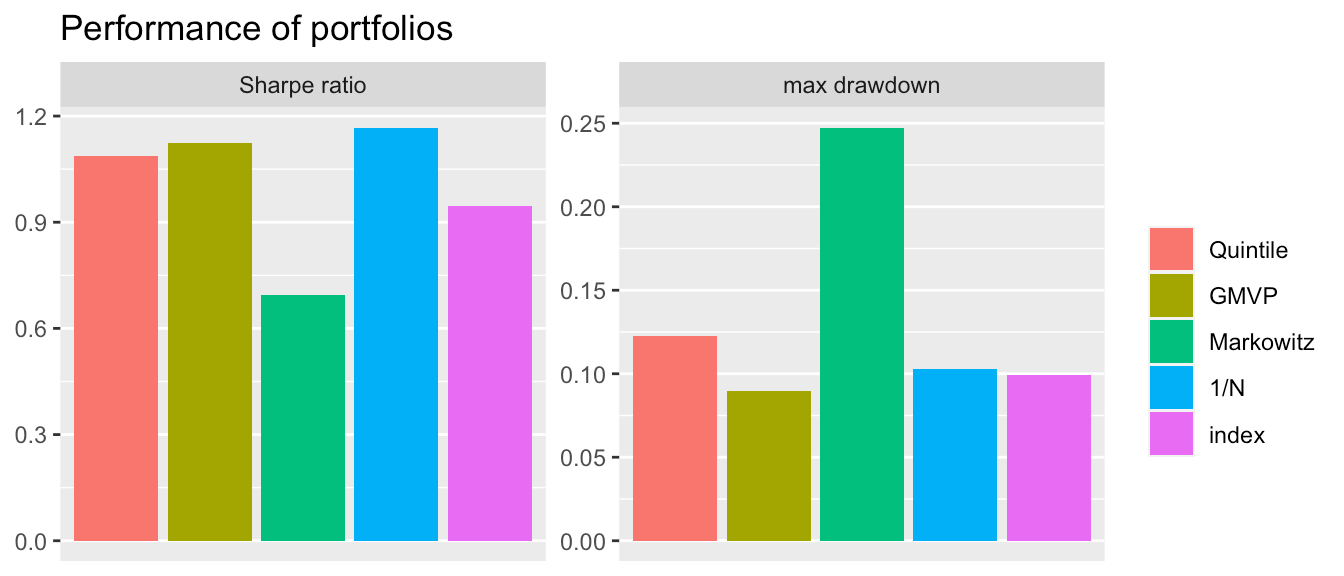 Performance of portfolios
Sharpe ratio
max drawdown
1.2
0.9
0.6
0.3
0.0
0.25
0.20
0.15
0.10
0.05
0.00
Quintile
GMVP
Markowitz
1/N
index